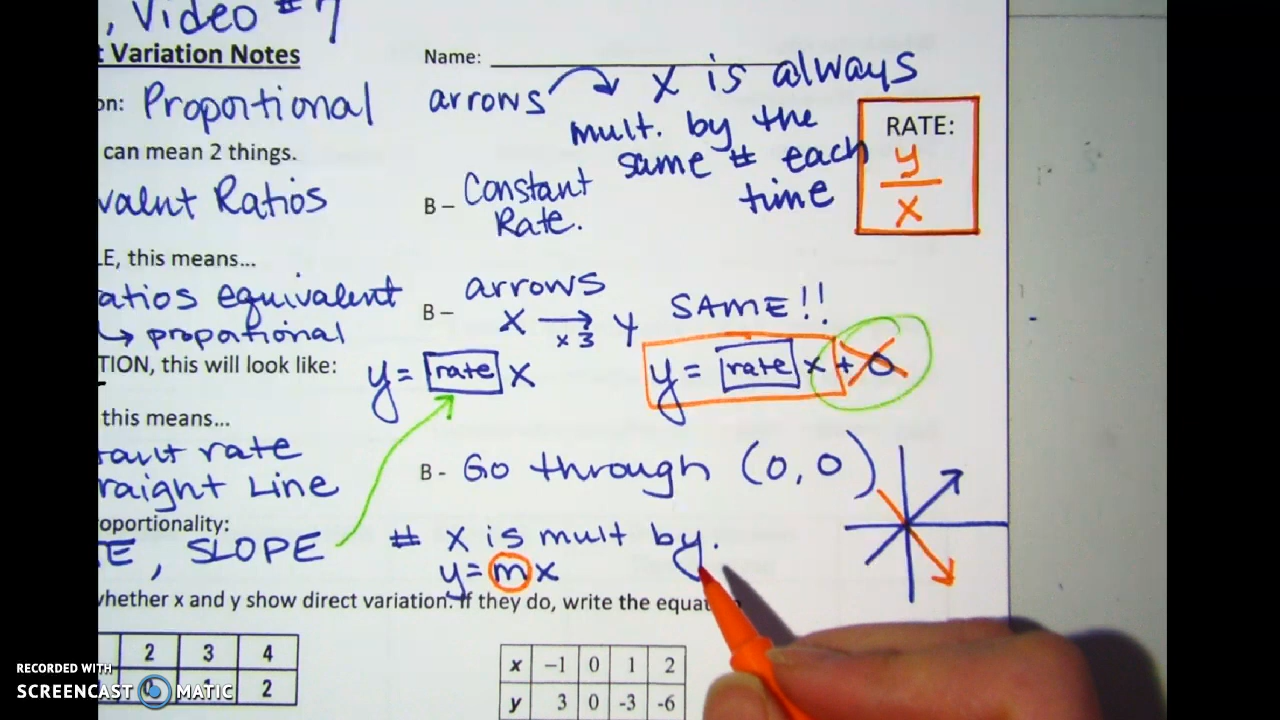 , Video #7
t Variation Notes
Name:
on: Proportional
arrows
x is always
mult. by the
same # each
time
RATE:
y
x
can mean 2 things.
valent Ratios
B – Constant
Rate.
LE, this means...
atios equivalent
↳ proportional
B – arrows
x → y
x 3
SAME!!
TION, this will look like:
y = rate x
y = rate x + 0
this means...
tant rate
raight Line
B - Go through (0,0)
oportionality:
TE, SLOPE
# x is mult by.
y = m x
whether x and y show direct variation. If they do, write the equat
2 3 4
2
x −1 0 1 2
y 3 0 -3 -6
RECORDED WITH
SCREENCAST MATIC